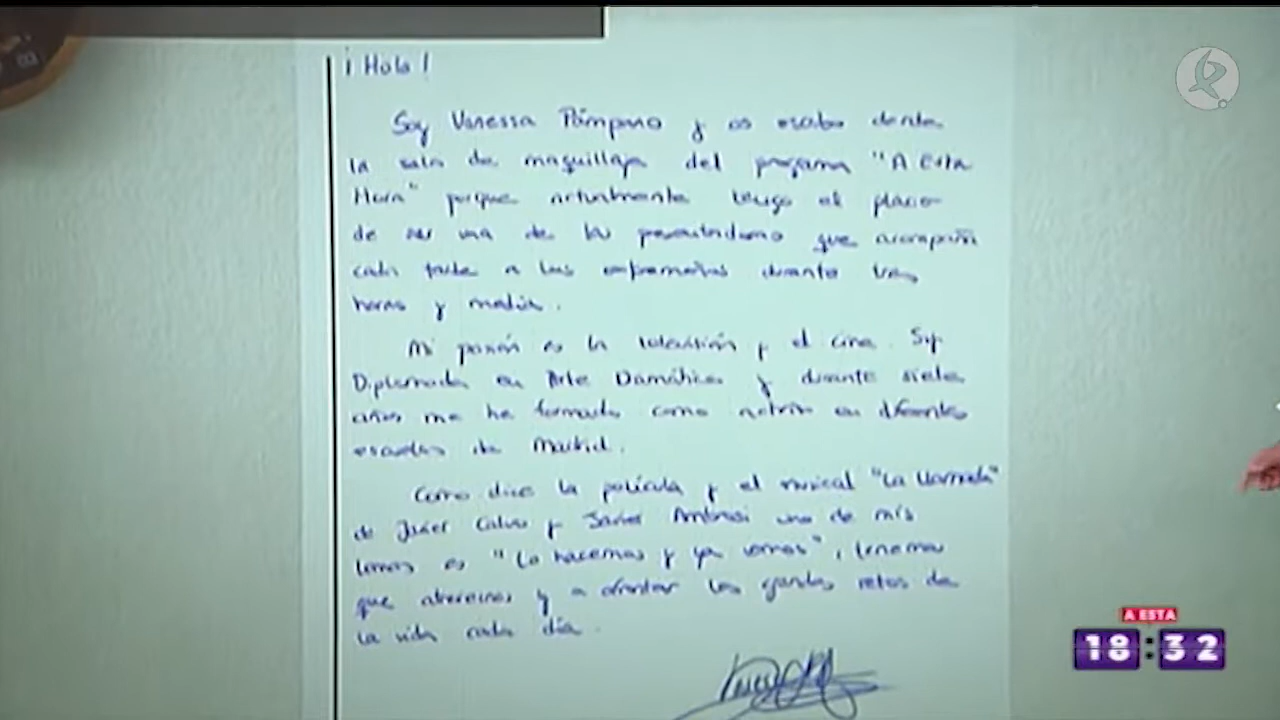 ¡Hola!
Soy Vanessa Pámpano y os escribo desde
la sala de maquillaje del programa "A Esta
Hora" porque actualmente tengo el placer
de ser una de las presentadoras que acompaña
cada tarde a los extremeños durante tres
horas y media.
Mi pasión es la televisión y el cine. Soy
Diplomada en Arte Dramático y durante siete
años me he formado como actriz en diferentes
escuelas de Madrid.
Como dice la película y el musical "La Llamada"
de Javier Calvo y Javier Ambrossi uno de mis
lemas es "Lo hacemos y ya vemos", tenemos
que atrevernos y a afrontar los grandes retos de
la vida cada día.
A ESTA
18:32